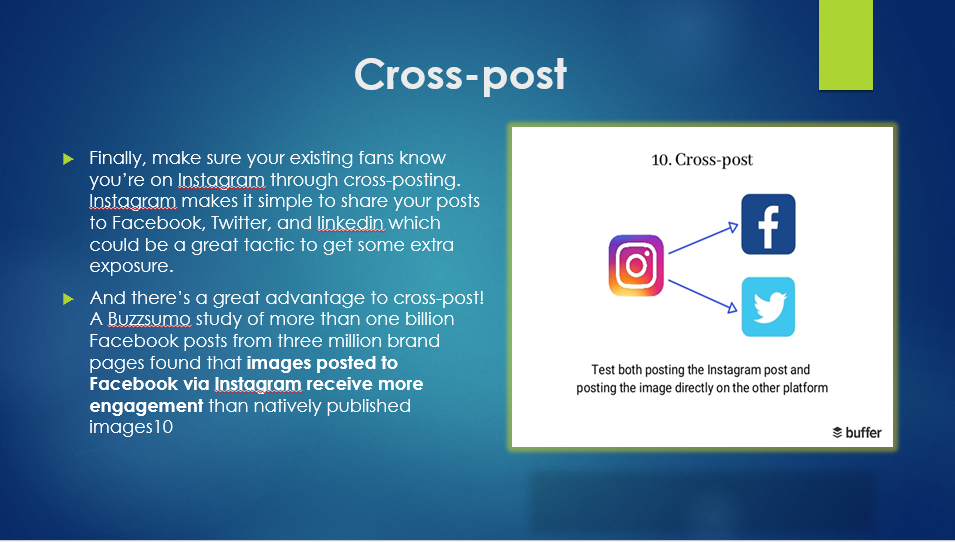 Cross-post
Finally, make sure your existing fans know
you’re on Instagram through cross-posting.
Instagram makes it simple to share your posts
to Facebook, Twitter, and linkedin which
could be a great tactic to get some extra
exposure.
And there’s a great advantage to cross-post!
A Buzzsumo study of more than one billion
Facebook posts from three million brand
pages found that images posted to
Facebook via Instagram receive more
engagement than natively published
images10
10. Cross-post
Test both posting the Instagram post and
posting the image directly on the other platform
buffer